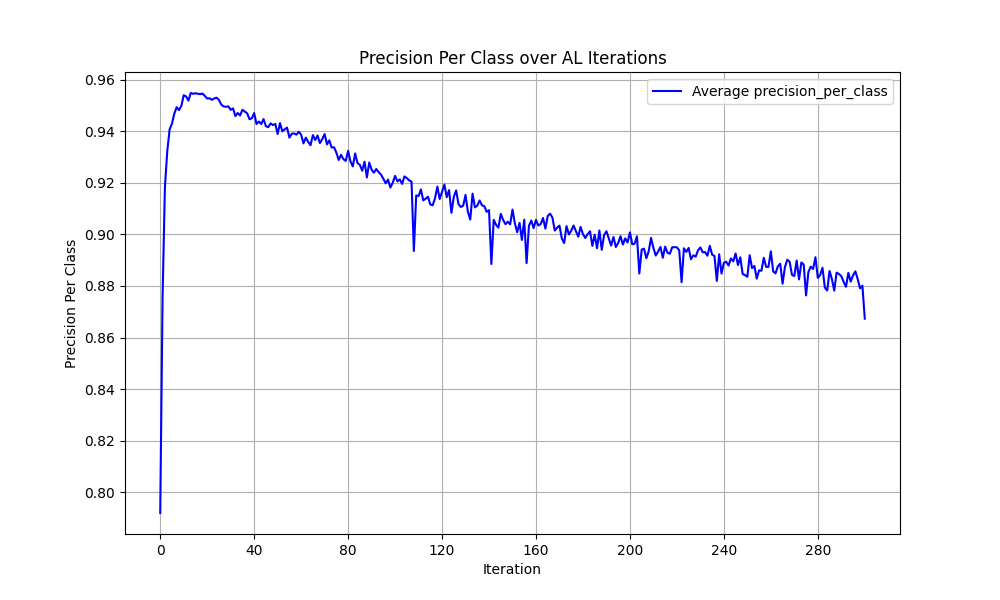 Precision Per Class over AL Iterations
Average precision_per_class
Precision Per Class
0.96
0.94
0.92
0.90
0.88
0.86
0.84
0.82
0.80
0 40 80 120 160 200 240 280
Iteration